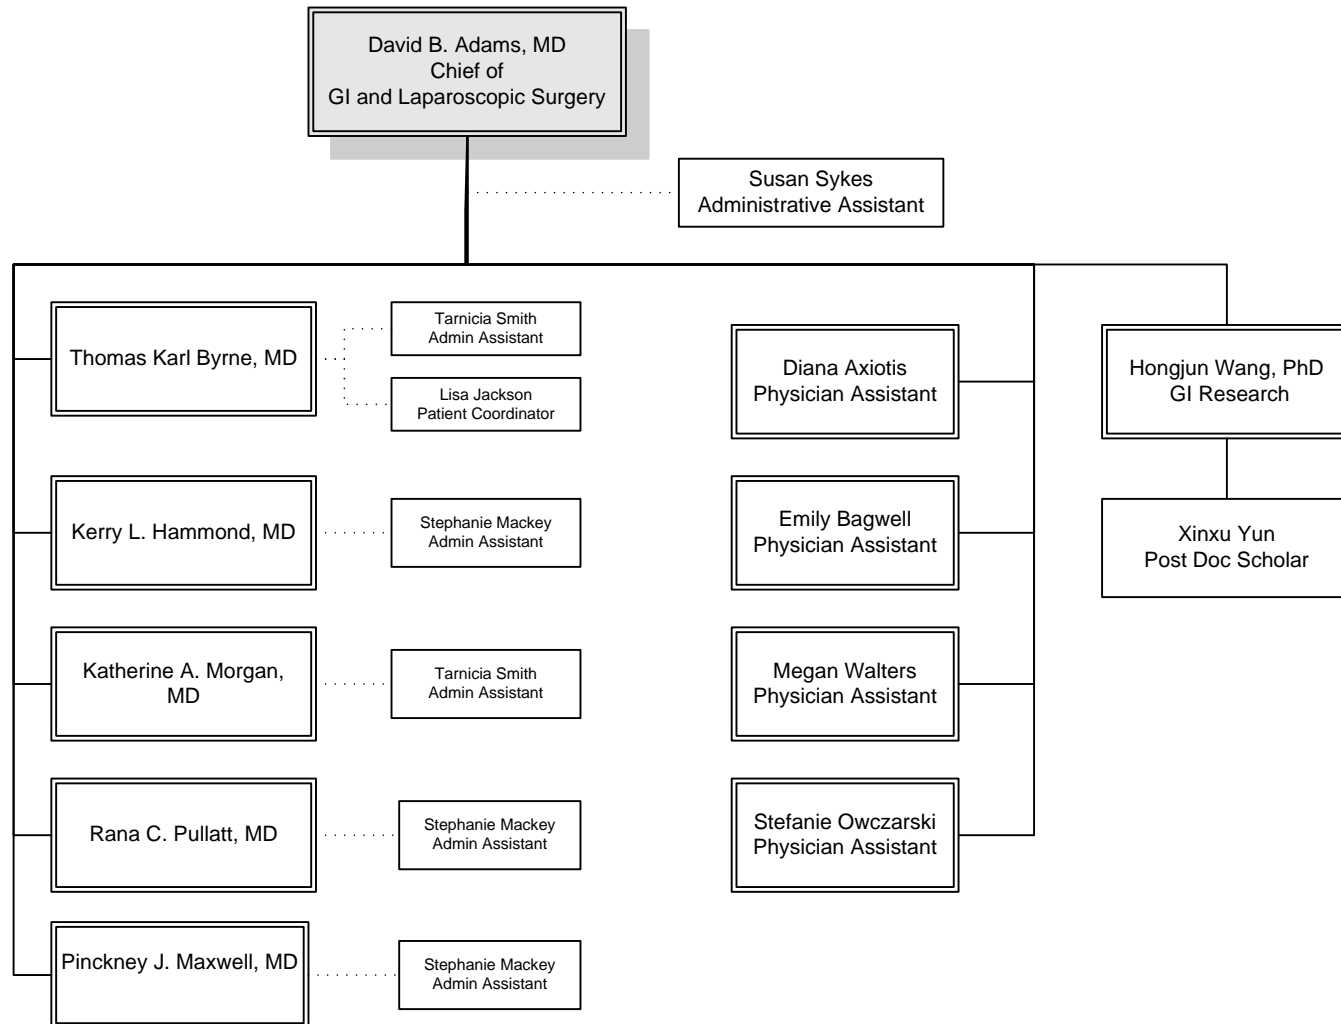 David B. Adams, MD
Chief of
GI and Laparoscopic Surgery
Susan Sykes
Administrative Assistant
Thomas Karl Byrne, MD
Tarnicia Smith
Admin Assistant
Lisa Jackson
Patient Coordinator
Diana Axiotis
Physician Assistant
Hongjun Wang, PhD
GI Research
Kerry L. Hammond, MD
Stephanie Mackey
Admin Assistant
Emily Bagwell
Physician Assistant
Xinxu Yun
Post Doc Scholar
Katherine A. Morgan,
MD
Tarnicia Smith
Admin Assistant
Megan Walters
Physician Assistant
Rana C. Pullatt, MD
Stephanie Mackey
Admin Assistant
Stefanie Owczarski
Physician Assistant
Pinckney J. Maxwell, MD
Stephanie Mackey
Admin Assistant